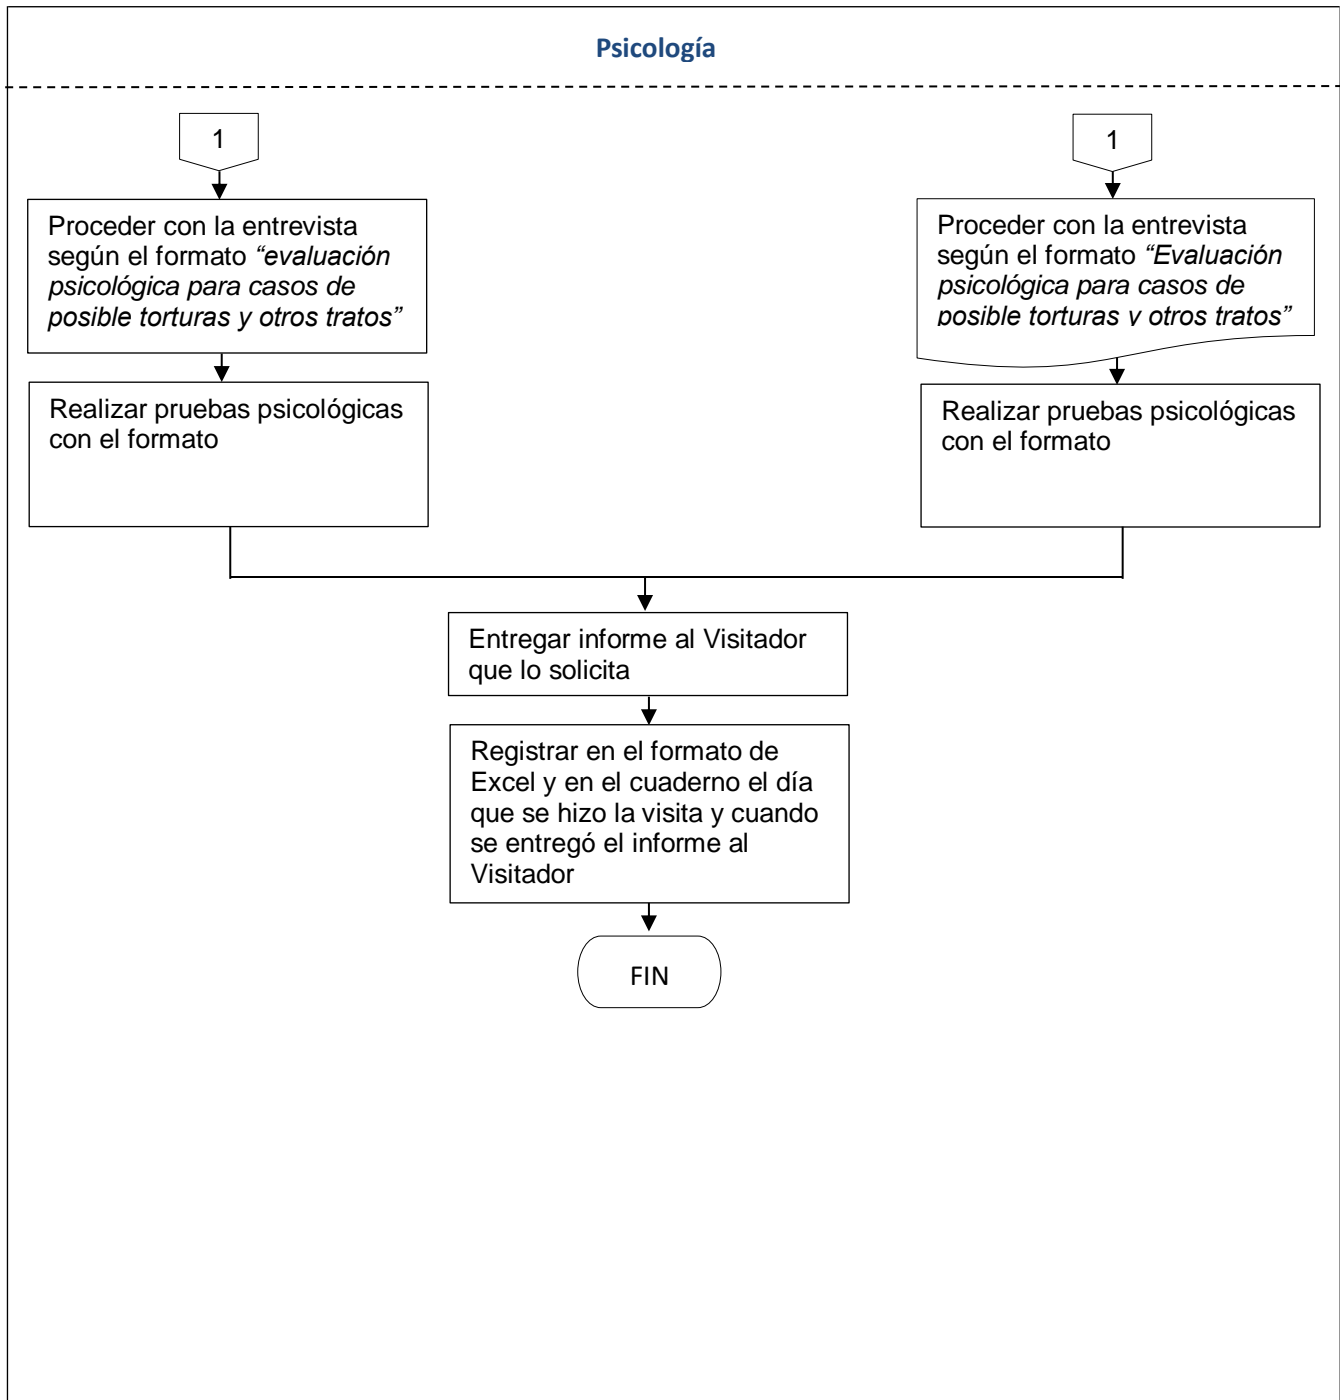 Psicología
1
Proceder con la entrevista
según el formato “evaluación
psicológica para casos de
posible torturas y otros tratos”
Realizar pruebas psicológicas
con el formato
1
Proceder con la entrevista
según el formato “Evaluación
psicológica para casos de
posible torturas y otros tratos”
Realizar pruebas psicológicas
con el formato
Entregar informe al Visitador
que lo solicita
Registrar en el formato de
Excel y en el cuaderno el día
que se hizo la visita y cuando
se entregó el informe al
Visitador
FIN